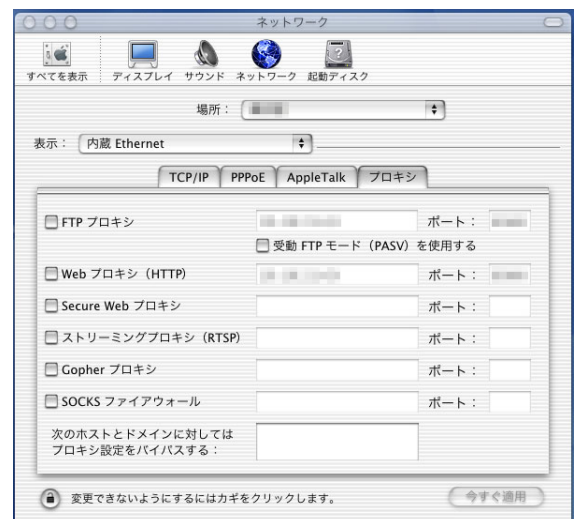 ネットワーク
すべてを表示 ディスプレイ サウンド ネットワーク 起動ディスク
場所：
表示： 内蔵 Ethernet
TCP/IP PPPoE AppleTalk プロキシ
FTP プロキシ ポート：
受動 FTP モード（PASV）を使用する
Web プロキシ（HTTP） ポート：
Secure Web プロキシ ポート：
ストリーミングプロキシ（RTSP） ポート：
Gopher プロキシ ポート：
SOCKS ファイアウォール ポート：
次のホストとドメインに対しては
プロキシ設定をバイパスする：
変更できないようにするにはカギをクリックします。 今すぐ適用